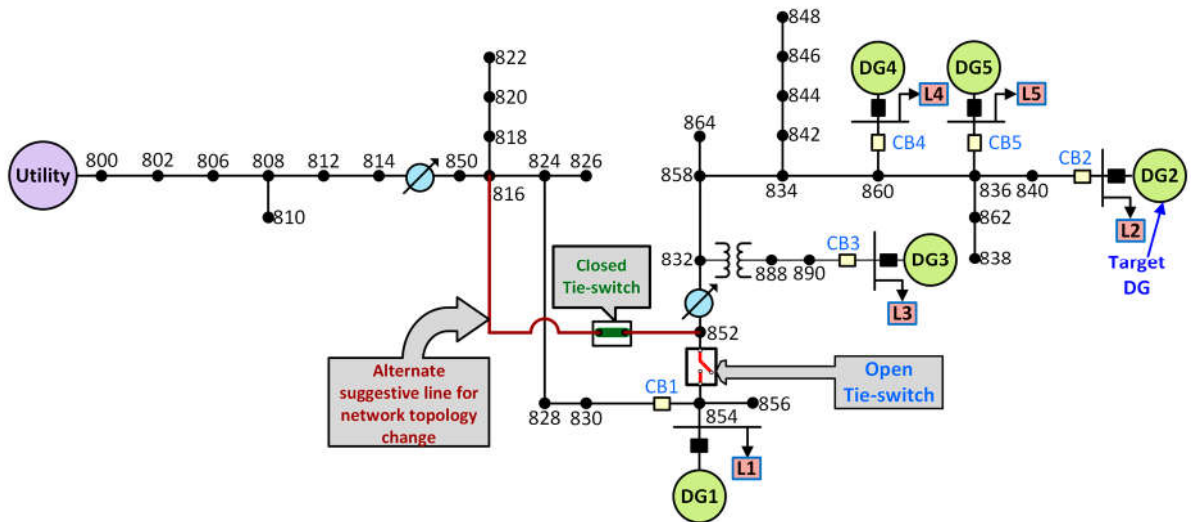 848
822
846
DG4
DG5
L4
L5
820
844
864
818
842
CB4
CB5
CB2
Utility
800
802
806
808
812
814
850
824
826
858
DG2
816
834
860
836
840
810
862
L2
CB3
832
838
Target
DG
888
890
DG3
Closed
Tie-switch
L3
852
Alternate
suggestive line for
network topology
change
Open
Tie-switch
CB1
828
830
854
856
L1
DG1